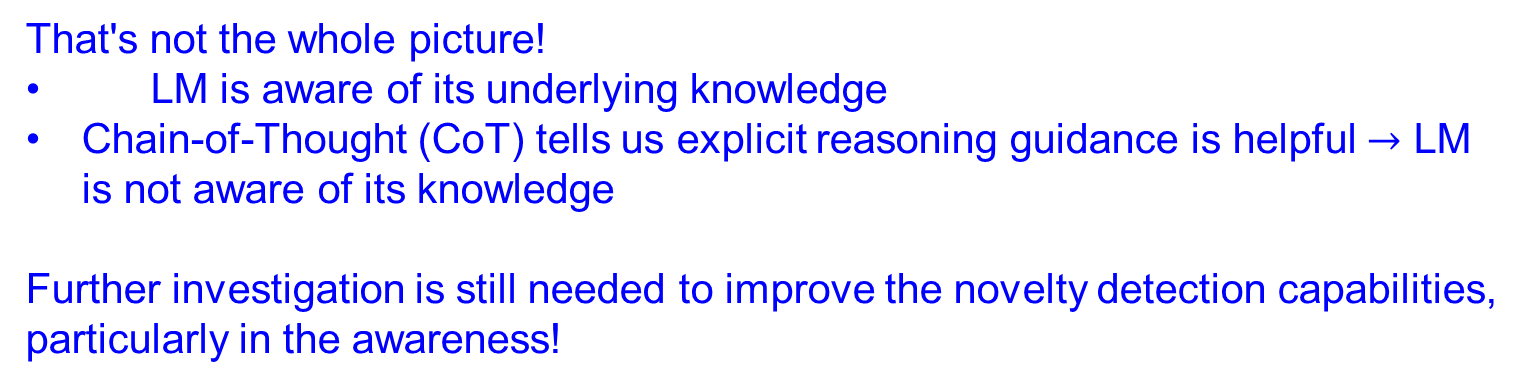 That's not the whole picture!
• LM is aware of its underlying knowledge
• Chain-of-Thought (CoT) tells us explicit reasoning guidance is helpful → LM
is not aware of its knowledge
Further investigation is still needed to improve the novelty detection capabilities,
particularly in the awareness!